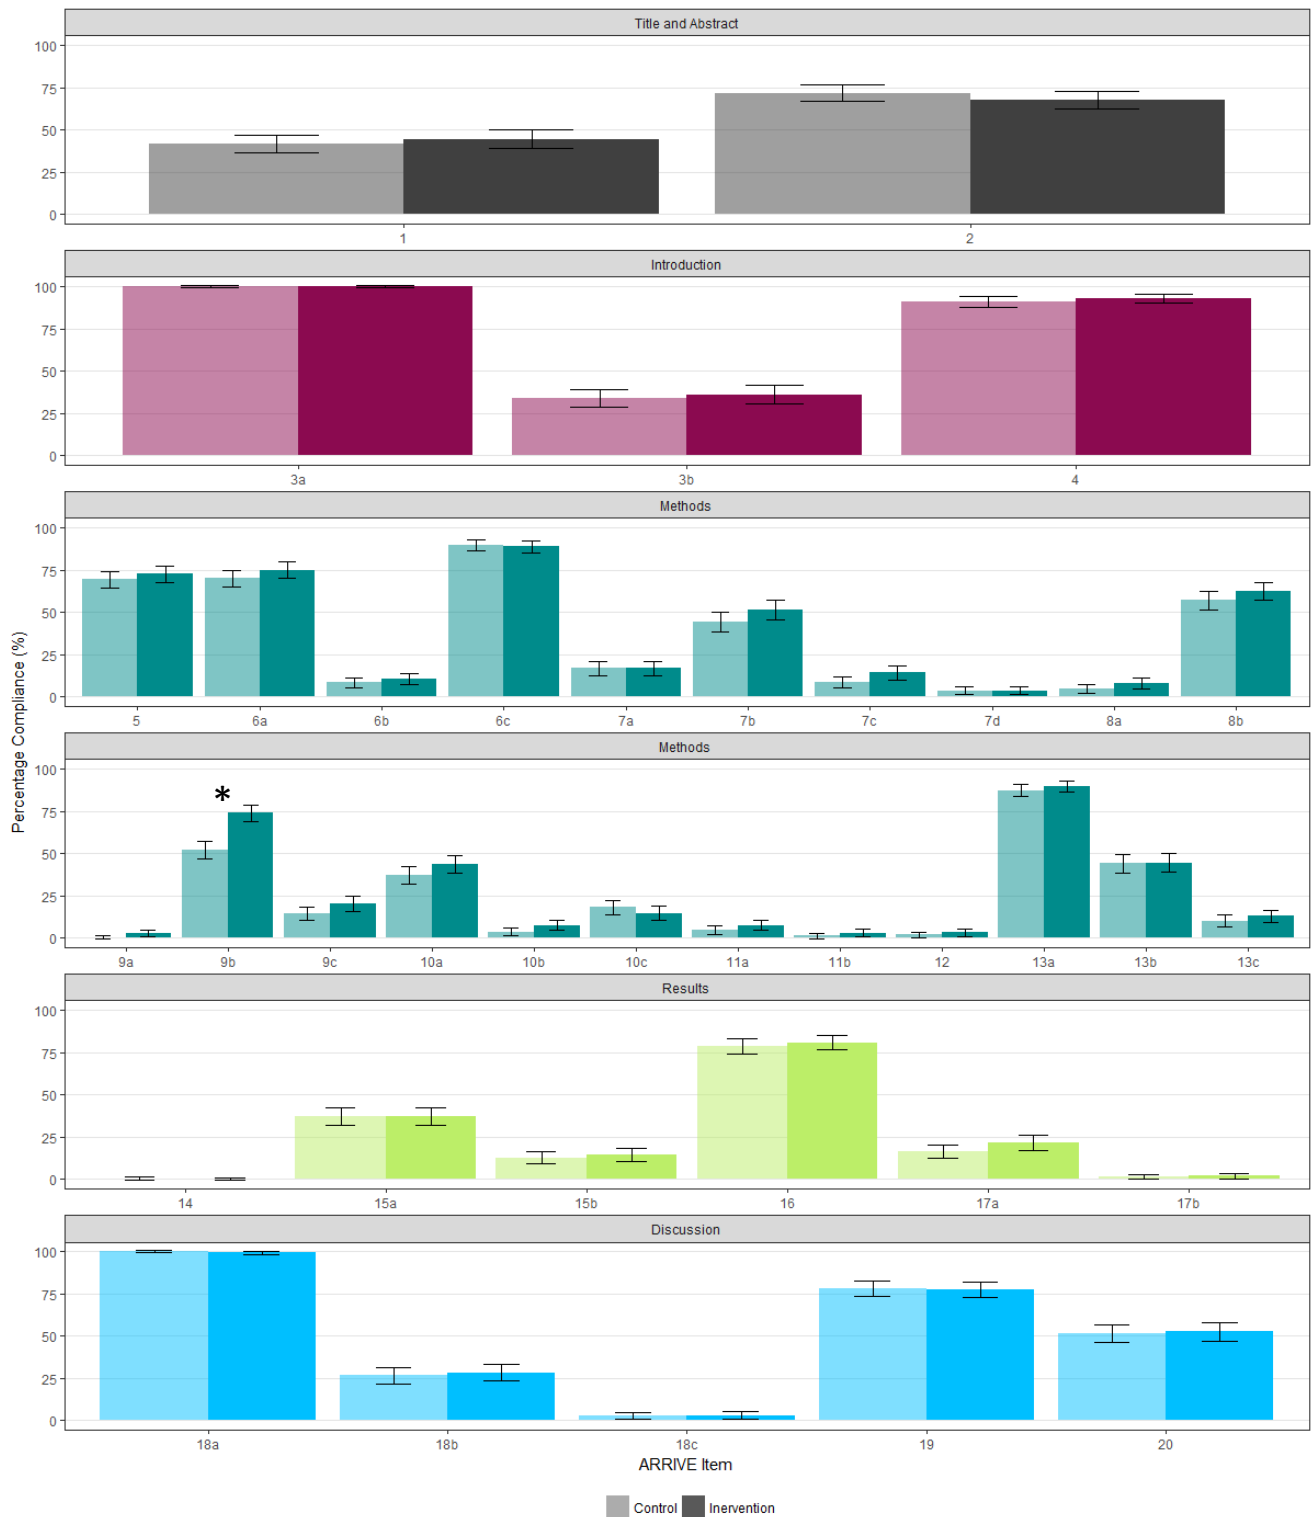 Title and Abstract
100
75
50
25
0
1 2
Introduction
100
75
50
25
0
3a 3b 4
Methods
100
75
50
25
0
5 6a 6b 6c 7a 7b 7c 7d 8a 8b
Methods
100
75
50
25
0
*
9a 9b 9c 10a 10b 10c 11a 11b 12 13a 13b 13c
Results
100
75
50
25
0
14 15a 15b 16 17a 17b
Discussion
100
75
50
25
0
18a 18b 18c 19 20
Percentage Compliance (%)
ARRIVE Item
Control Inervention